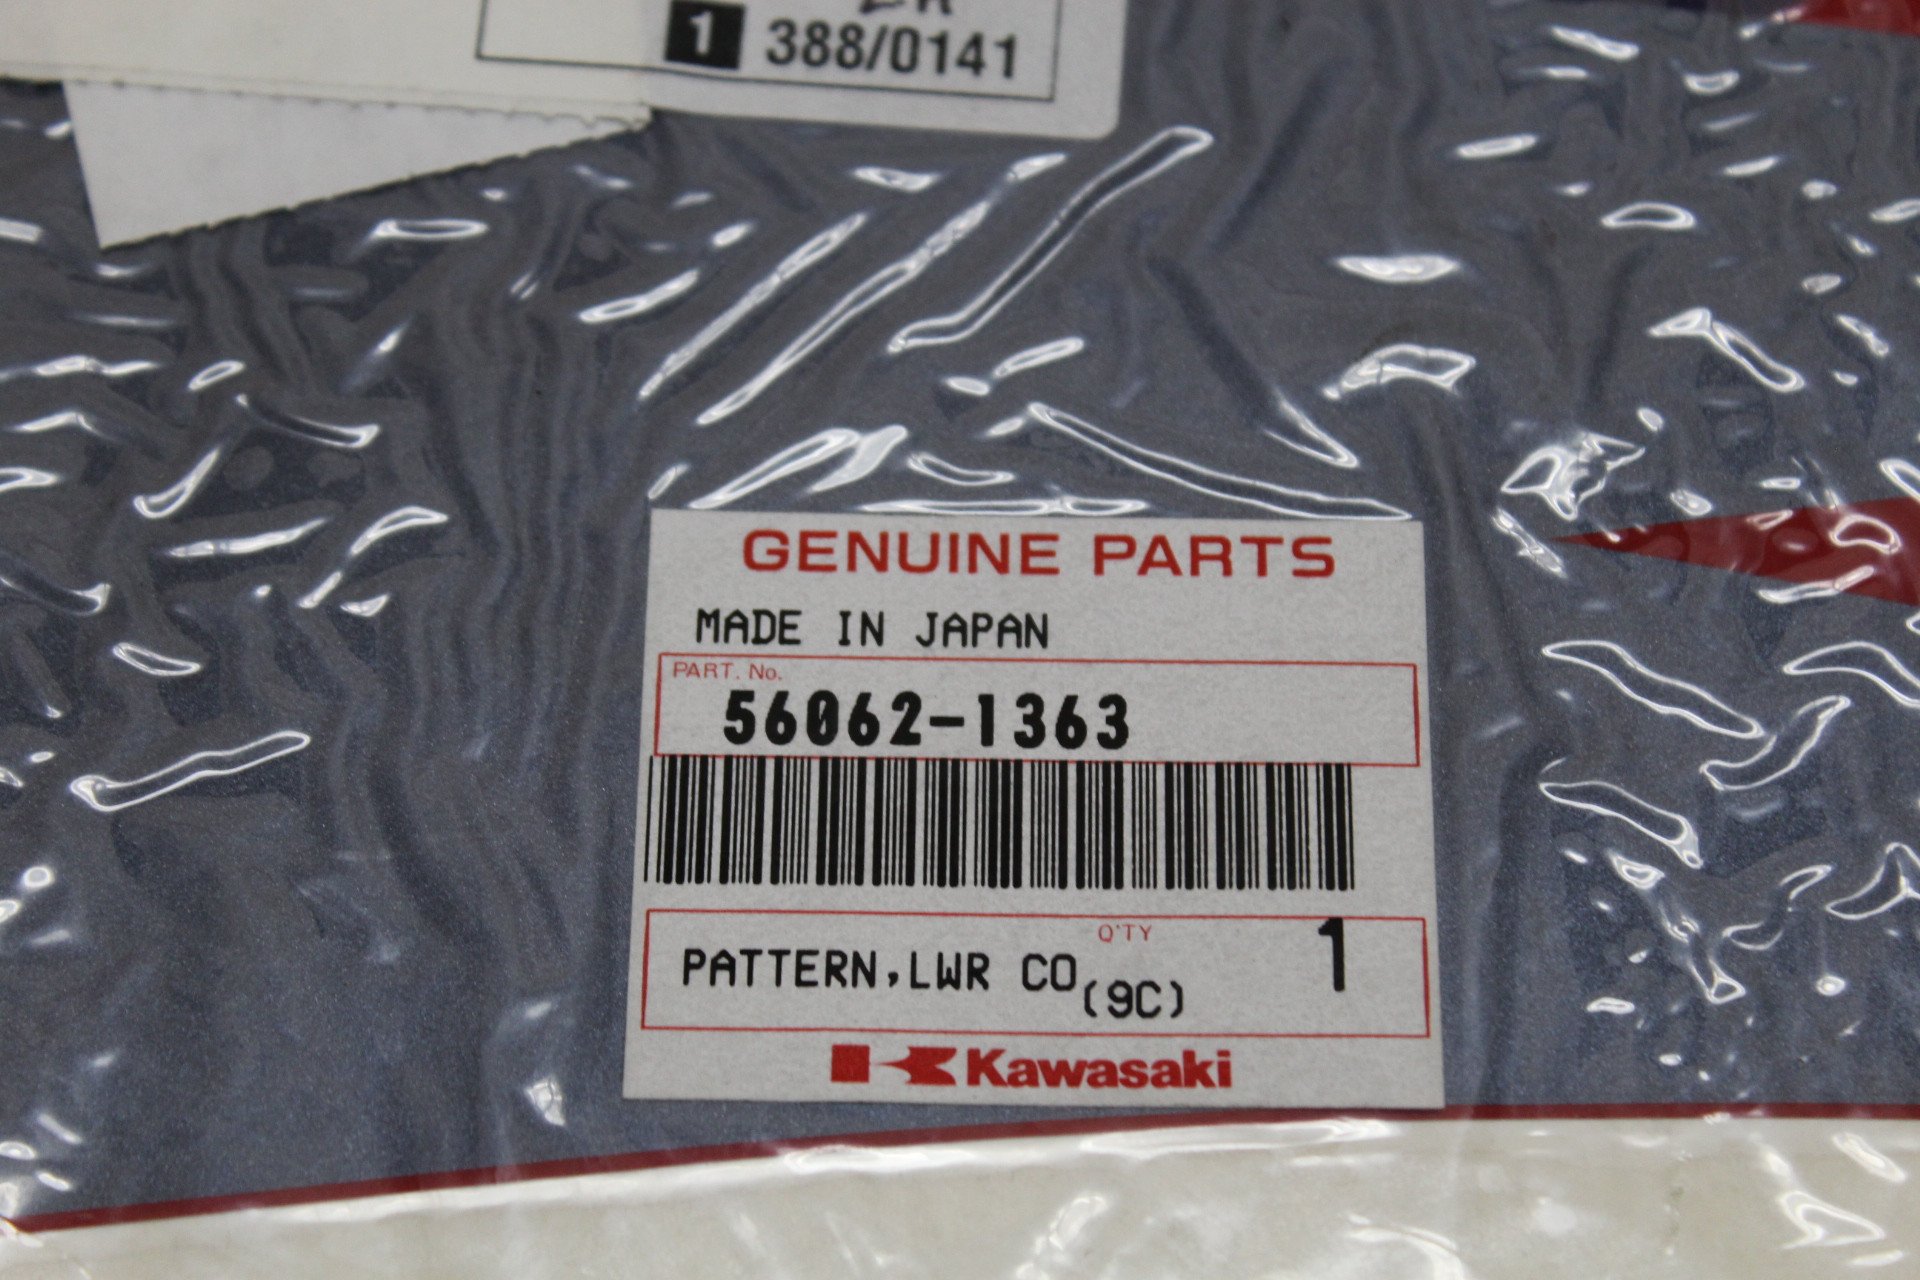 1 388/0141
GENUINE PARTS
MADE IN JAPAN
PART. No.
56062-1363
Q'TY
PATTERN,LWR CO(9C) 1
Kawasaki